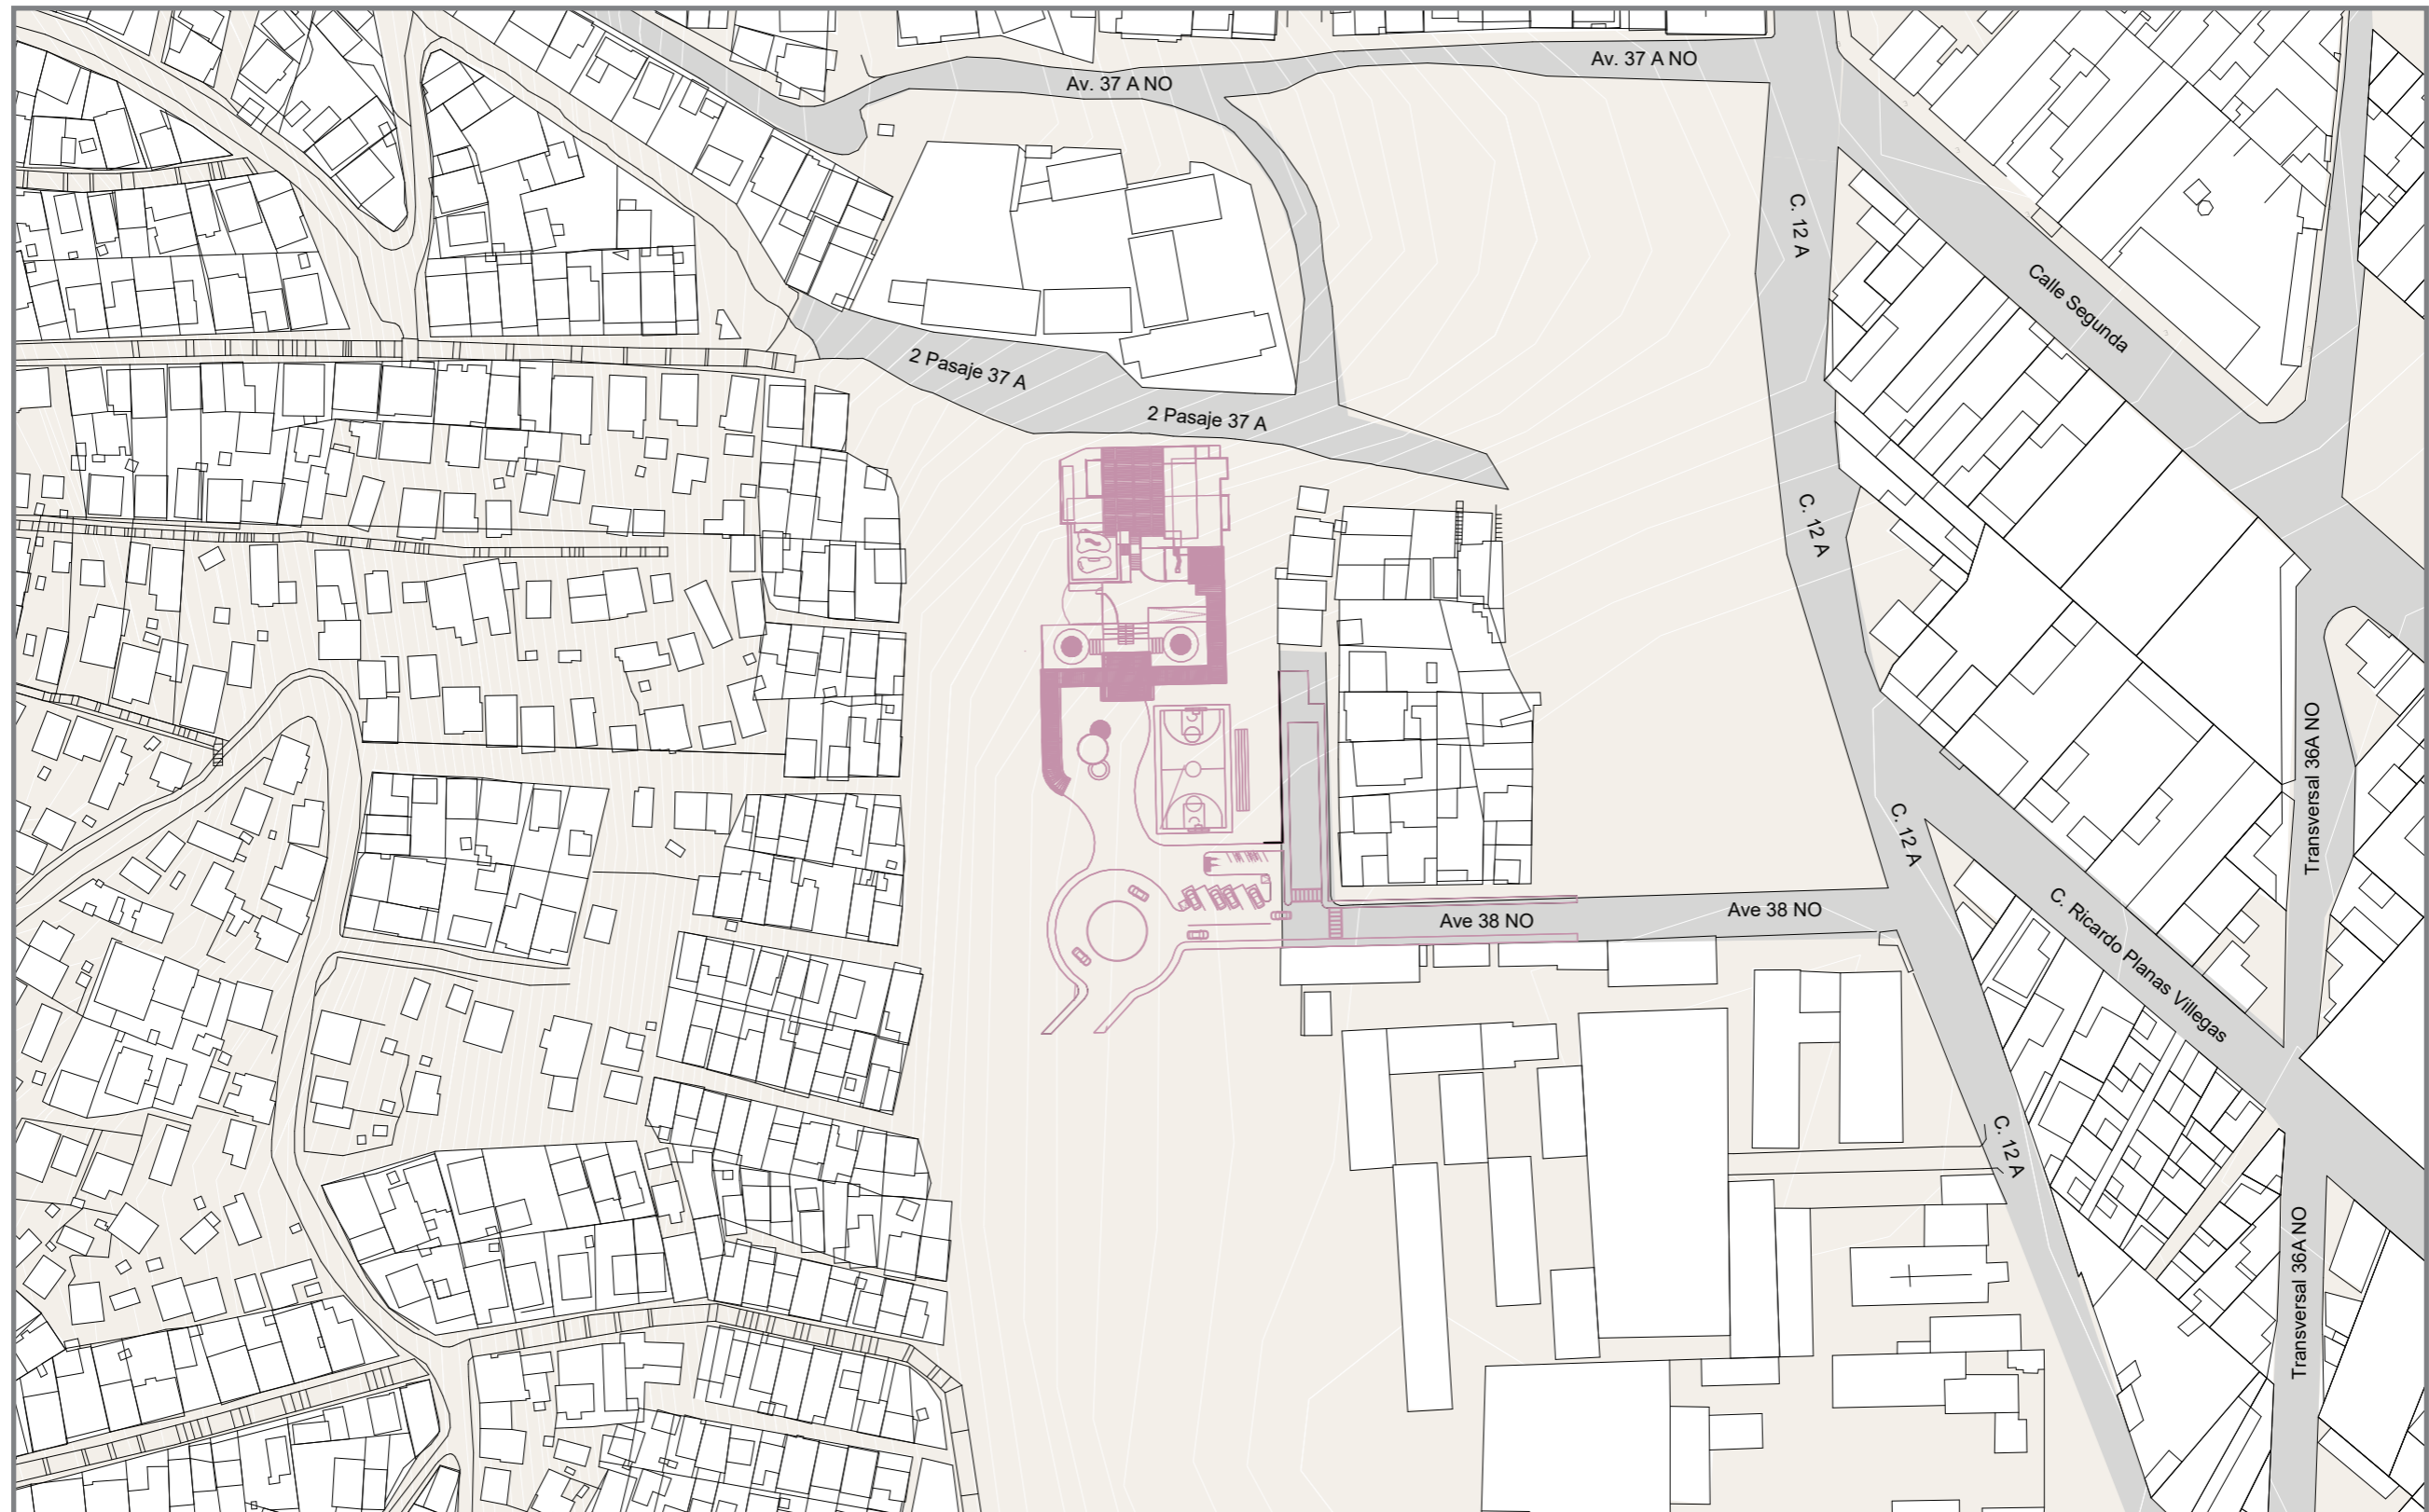 Av. 37 A NO
Av. 37 A NO
C. 12 A
Calle Segunda
2 Pasaje 37 A
2 Pasaje 37 A
C. 12 A
Transversal 36A NO
C. 12 A
Ave 38 NO
Ave 38 NO
C. Ricardo Planas Villegas
C. 12 A
Transversal 36A NO